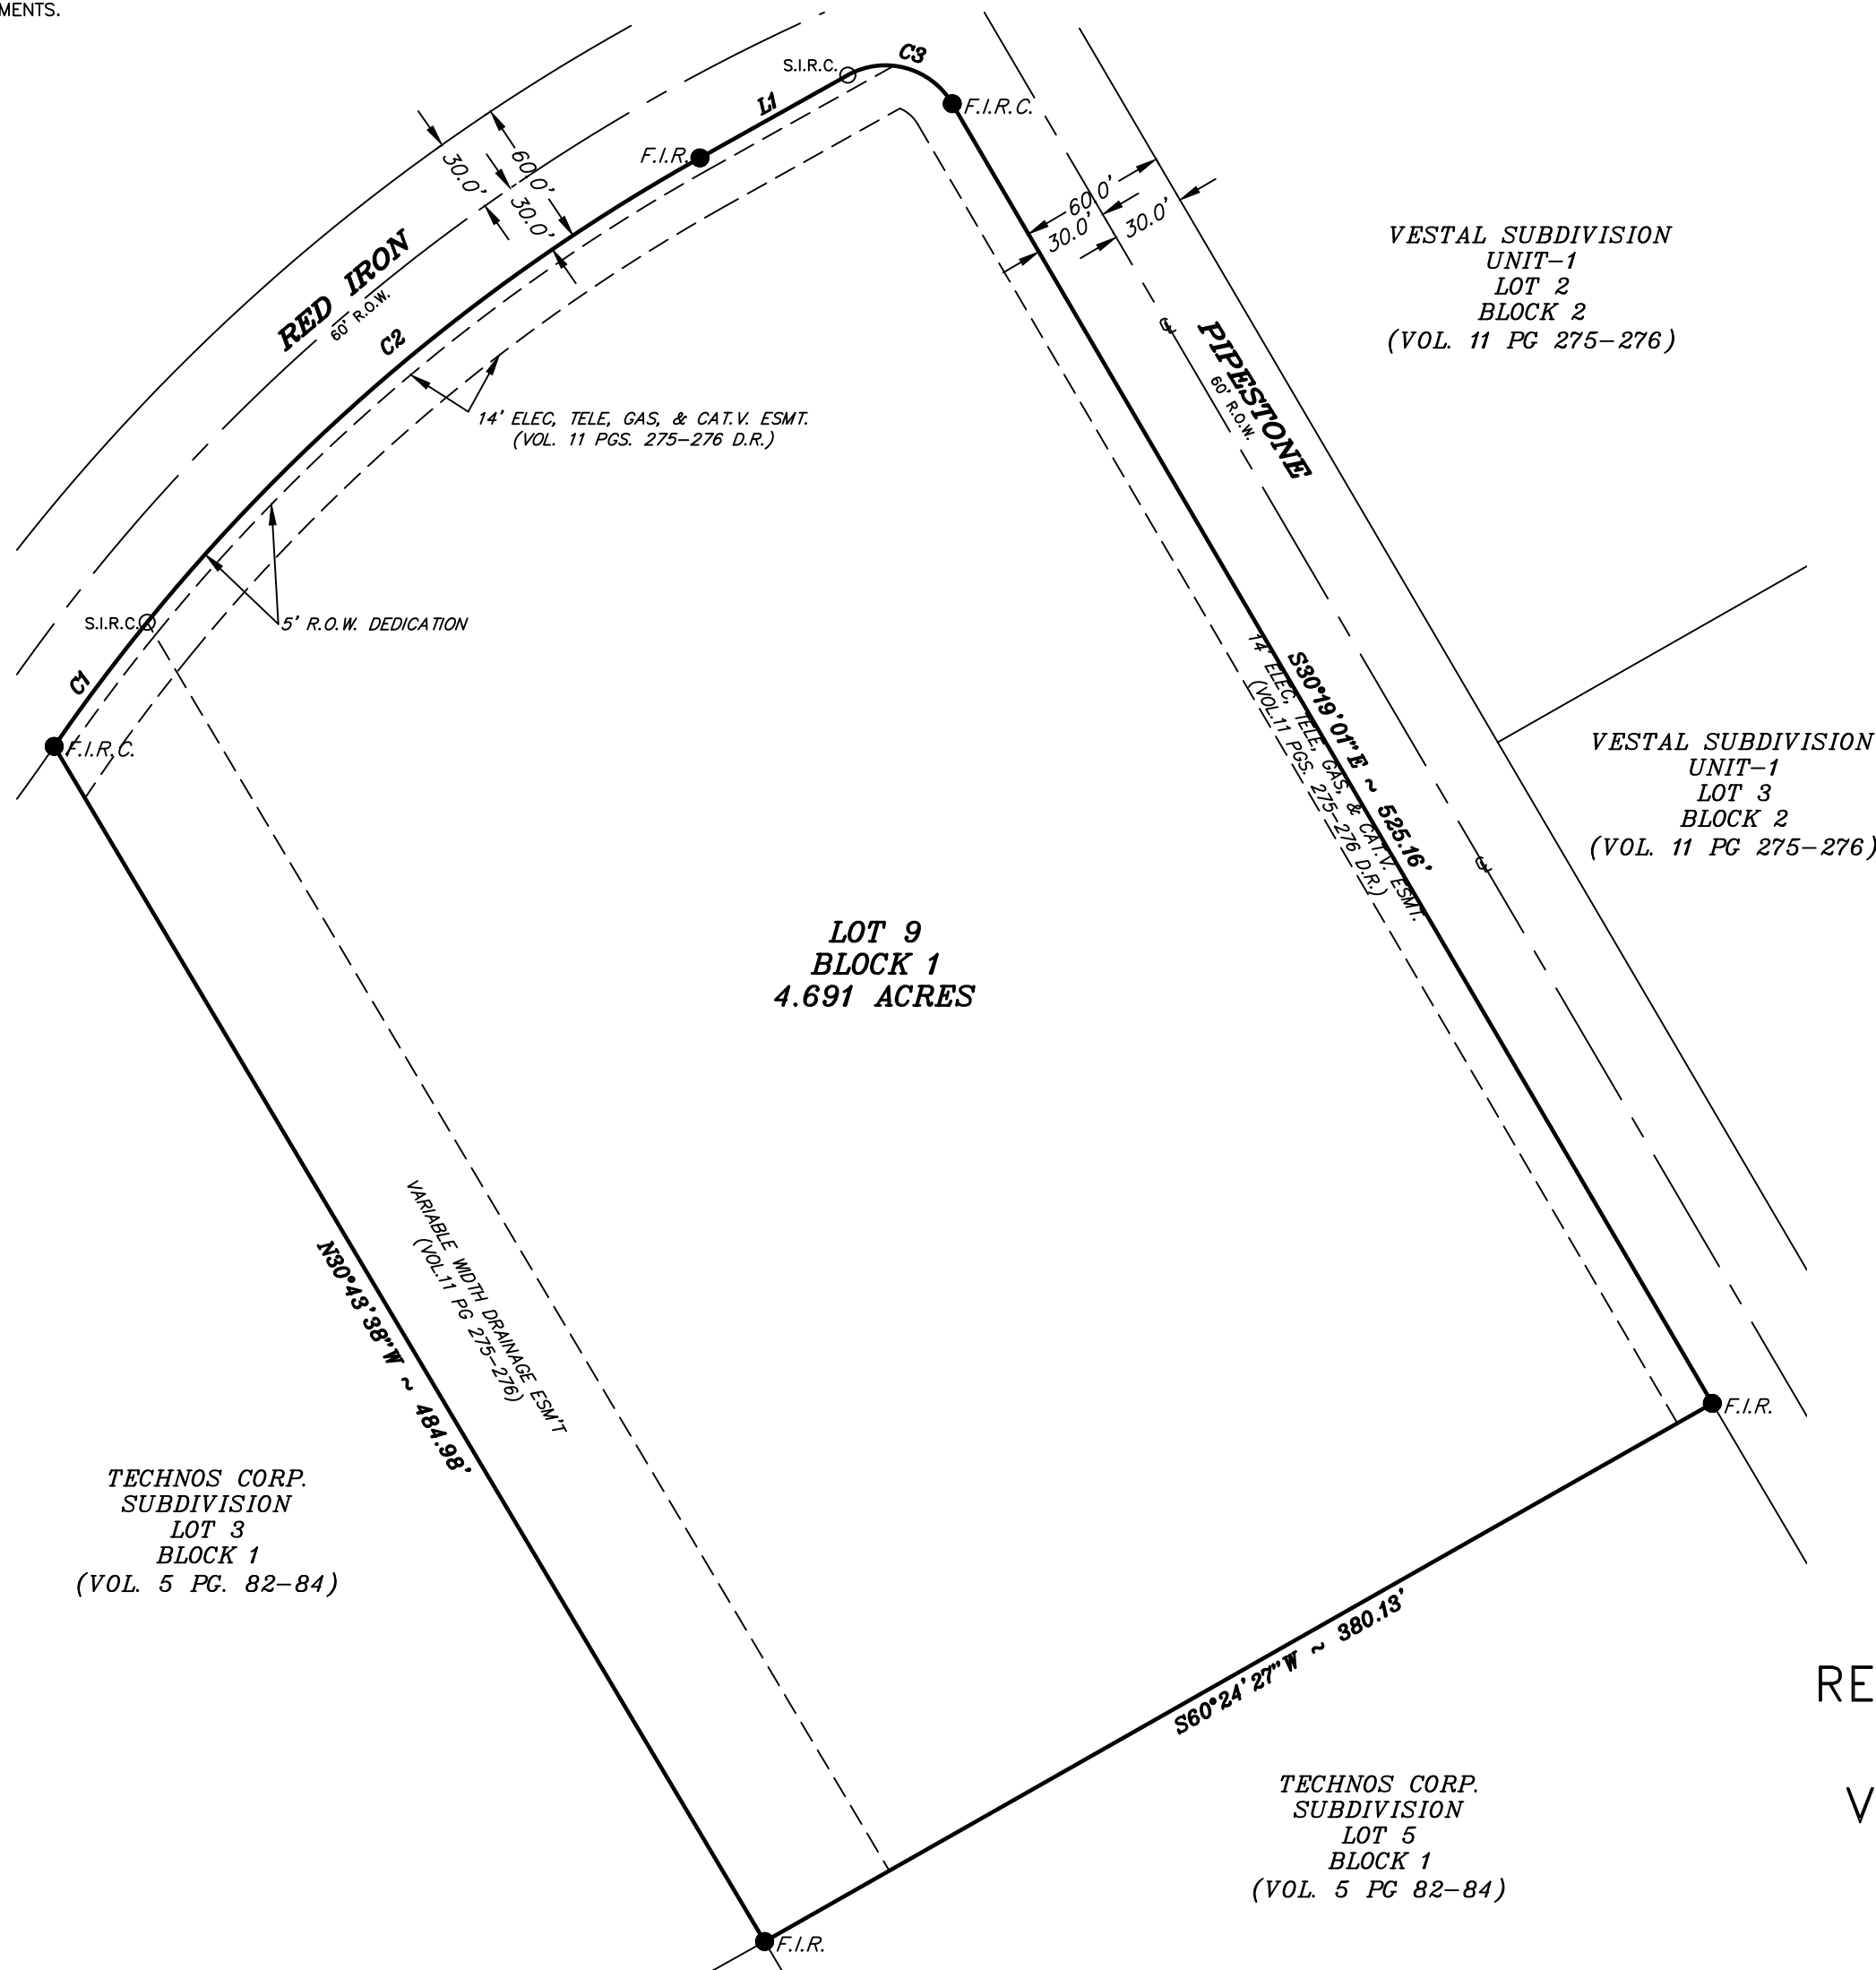 MENTS.
S.I.R.C.
C3
F.I.R.C.
L1
F.I.R.
60.0'
30.0'
30.0'
60.0'
30.0'
30.0'
RED IRON
60' R.O.W.
C2
VESTAL SUBDIVISION
UNIT-1
LOT 2
BLOCK 2
(VOL. 11 PG 275-276)
PIPESTONE
60' R.O.W.
14' ELEC, TELE, GAS, & CAT.V. ESMT.
(VOL. 11 PGS. 275-276 D.R.)
S.I.R.C.
5' R.O.W. DEDICATION
C1
F.I.R.C.
S30°19'01"E ~ 525.16'
14' ELEC, TELE, GAS, & CAT.V. ESMT.
(VOL.11 PGS. 275-276 D.R.)
VESTAL SUBDIVISION
UNIT-1
LOT 3
BLOCK 2
(VOL. 11 PG 275-276)
LOT 9
BLOCK 1
4.691 ACRES
VARIABLE WIDTH DRAINAGE ESM'T
(VOL.11 PG 275-276)
N30°43'38"W ~ 484.98'
F.I.R.
TECHNOS CORP.
SUBDIVISION
LOT 3
BLOCK 1
(VOL. 5 PG. 82-84)
S60°24'27"W ~ 380.13'
RE
TECHNOS CORP.
SUBDIVISION
LOT 5
BLOCK 1
(VOL. 5 PG 82-84)
V
F.I.R.